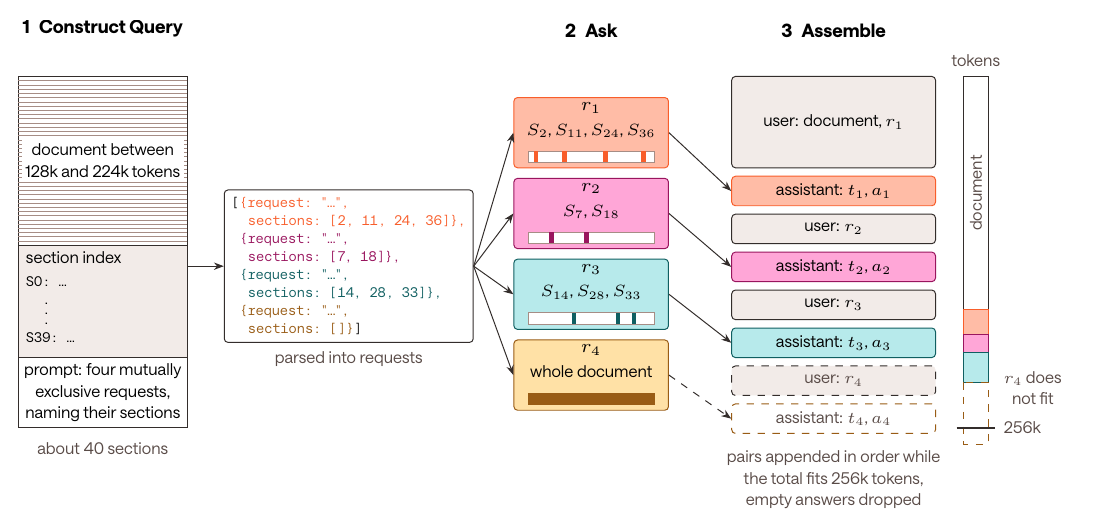 1 Construct Query
document between
128k and 224k tokens
section index
S0: …
.
.
.
S39: …
prompt: four mutually
exclusive requests,
naming their sections
about 40 sections
[{request: "…",
sections: [2, 11, 24, 36]},
{request: "…",
sections: [7, 18]},
{request: "…",
sections: [14, 28, 33]},
{request: "…",
sections: []}]
parsed into requests
2 Ask
r₁
S₂, S₁₁, S₂₄, S₃₆
r₂
S₇, S₁₈
r₃
S₁₄, S₂₈, S₃₃
r₄
whole document
3 Assemble
user: document, r₁
assistant: t₁, a₁
user: r₂
assistant: t₂, a₂
user: r₃
assistant: t₃, a₃
user: r₄
assistant: t₄, a₄
pairs appended in order while
the total fits 256k tokens,
empty answers dropped
tokens
document
r₄ does
not fit
256k